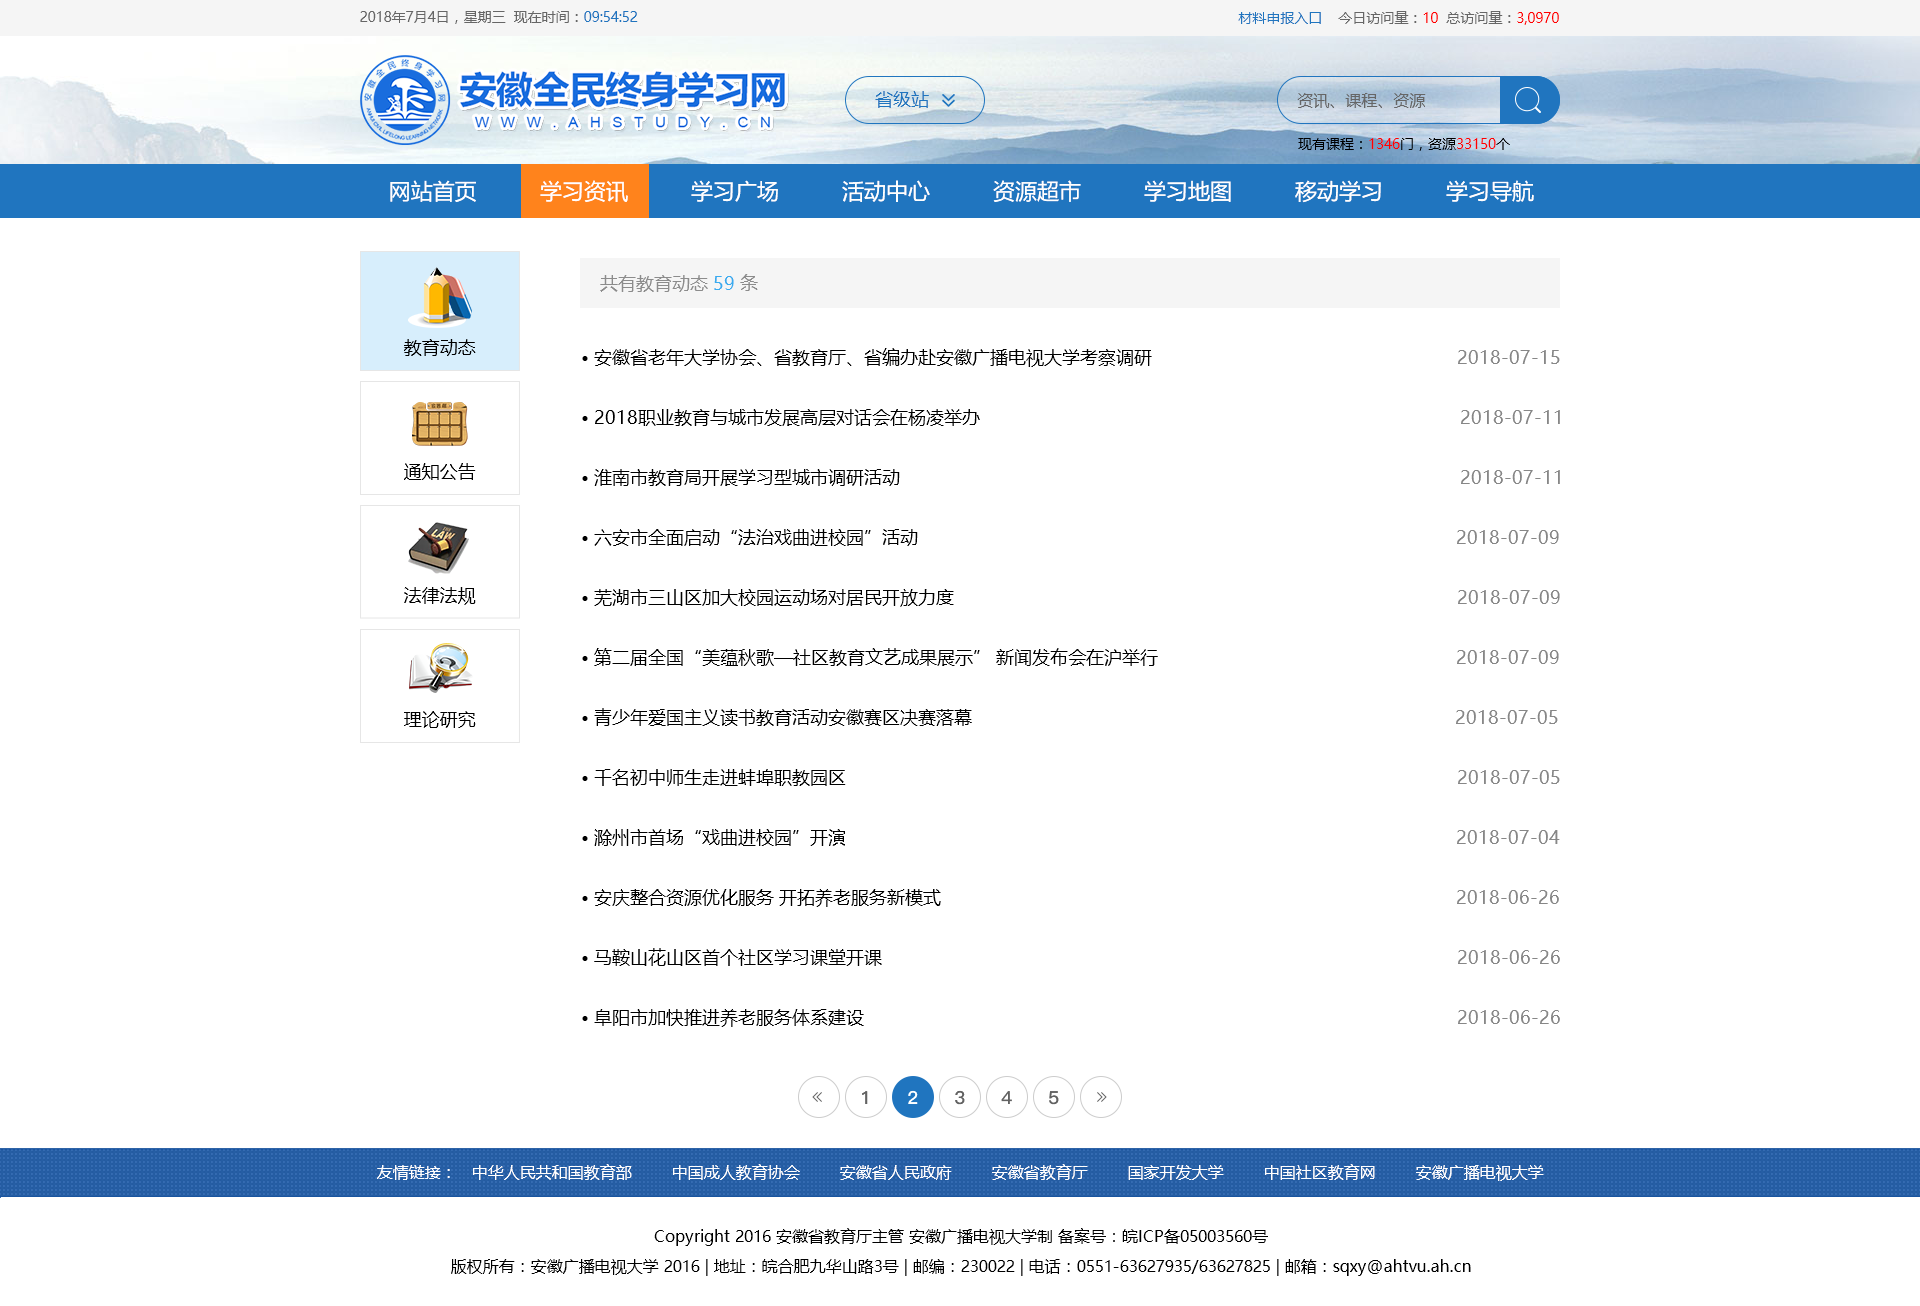 2018年7月4日，星期三 现在时间：09:54:52
材料申报入口 今日访问量：10 总访问量：3,0970
安徽全民终身学习网
WWW.AHSTUDY.CN
省级站
资讯、课程、资源
现有课程：1346门，资源33150个
网站首页 学习资讯 学习广场 活动中心 资源超市 学习地图 移动学习 学习导航
教育动态
通知公告
LAW
法律法规
理论研究
共有教育动态 59 条
• 安徽省老年大学协会、省教育厅、省编办赴安徽广播电视大学考察调研 2018-07-15
• 2018职业教育与城市发展高层对话会在杨凌举办 2018-07-11
• 淮南市教育局开展学习型城市调研活动 2018-07-11
• 六安市全面启动“法治戏曲进校园”活动 2018-07-09
• 芜湖市三山区加大校园运动场对居民开放力度 2018-07-09
• 第二届全国“美蕴秋歌—社区教育文艺成果展示” 新闻发布会在沪举行 2018-07-09
• 青少年爱国主义读书教育活动安徽赛区决赛落幕 2018-07-05
• 千名初中师生走进蚌埠职教园区 2018-07-05
• 滁州市首场“戏曲进校园”开演 2018-07-04
• 安庆整合资源优化服务 开拓养老服务新模式 2018-06-26
• 马鞍山花山区首个社区学习课堂开课 2018-06-26
• 阜阳市加快推进养老服务体系建设 2018-06-26
« 1 2 3 4 5 »
友情链接： 中华人民共和国教育部 中国成人教育协会 安徽省人民政府 安徽省教育厅 国家开发大学 中国社区教育网 安徽广播电视大学
Copyright 2016 安徽省教育厅主管 安徽广播电视大学制 备案号：皖ICP备05003560号
版权所有：安徽广播电视大学 2016 | 地址：皖合肥九华山路3号 | 邮编：230022 | 电话：0551-63627935/63627825 | 邮箱：sqxy@ahtvu.ah.cn